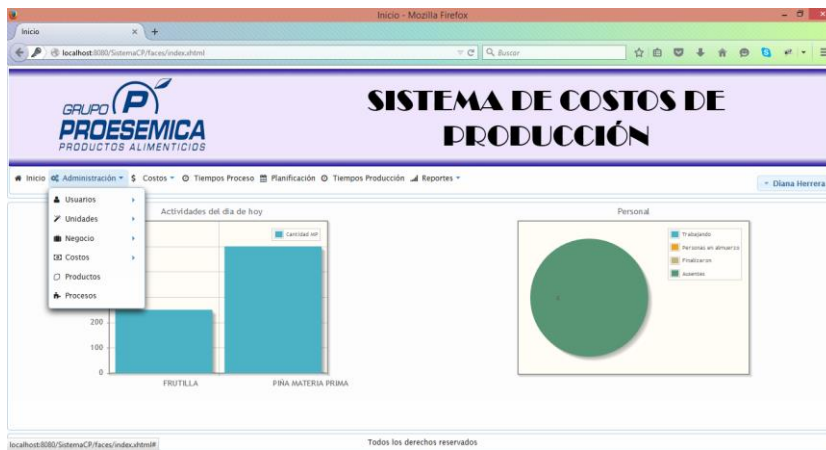 Inicio - Mozilla Firefox
Inicio
localhost:8080/SistemaCP/faces/index.xhtml
Buscar
GRUPO
PROESEMICA
PRODUCTOS ALIMENTICIOS
SISTEMA DE COSTOS DE
PRODUCCIÓN
Inicio Administración Costos Tiempos Proceso Planificación Tiempos Producción Reportes
Diana Herrera
Usuarios
Unidades
Negocio
Costos
Productos
Procesos
Actividades del dia de hoy
Cantidad MP
200
100
0
FRUTILLA PIÑA MATERIA PRIMA
Personal
Trabajando
Personas en almuerzo
Finalizaron
Ausentes
Todos los derechos reservados
localhost:8080/SistemaCP/faces/index.xhtml#